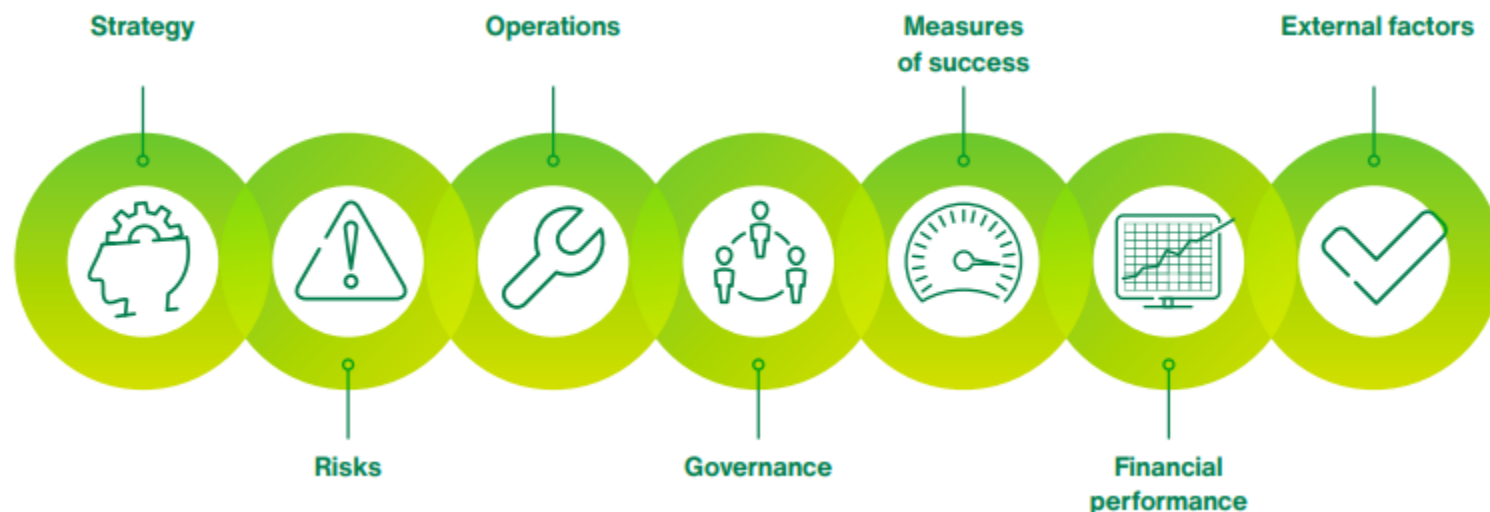 Strategy
Operations
Measures
of success
External factors
Risks
Governance
Financial
performance